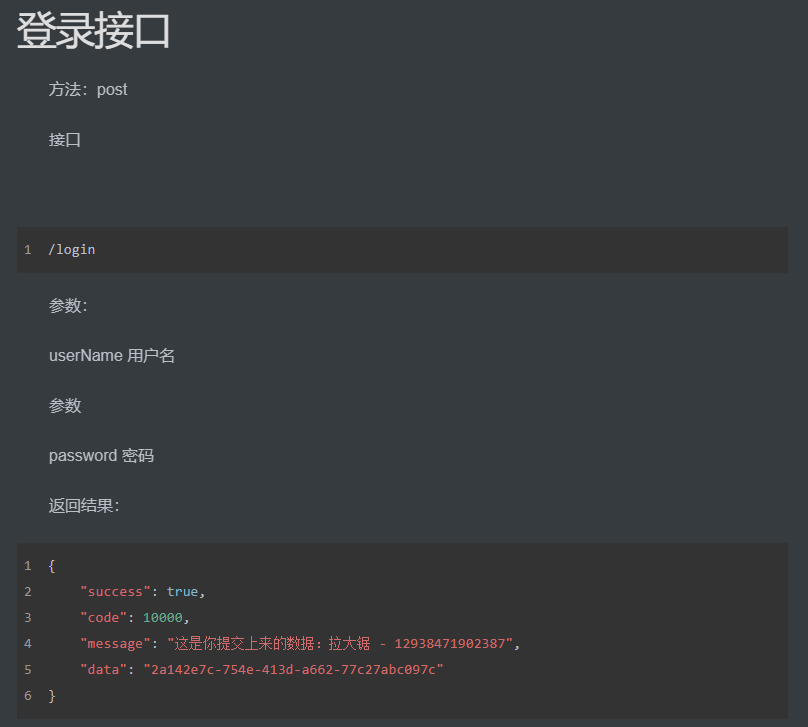 登录接口
方法：post
接口
1 /login
参数：
userName 用户名
参数
password 密码
返回结果：
1 {
2 "success": true,
3 "code": 10000,
4 "message": "这是你提交上来的数据：拉大锯 - 12938471902387",
5 "data": "2a142e7c-754e-413d-a662-77c27abc097c"
6 }